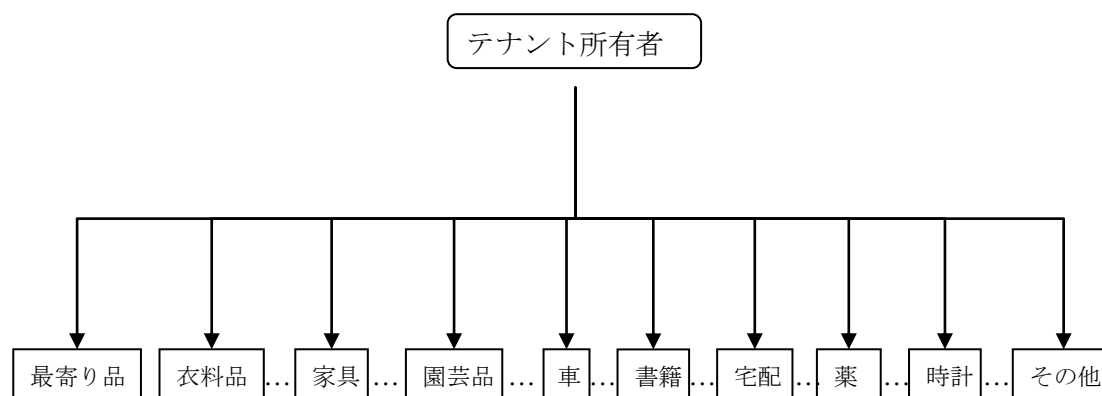 テナント所有者
最寄り品 衣料品 … 家具 … 園芸品 … 車 … 書籍 … 宅配 … 薬 … 時計 … その他